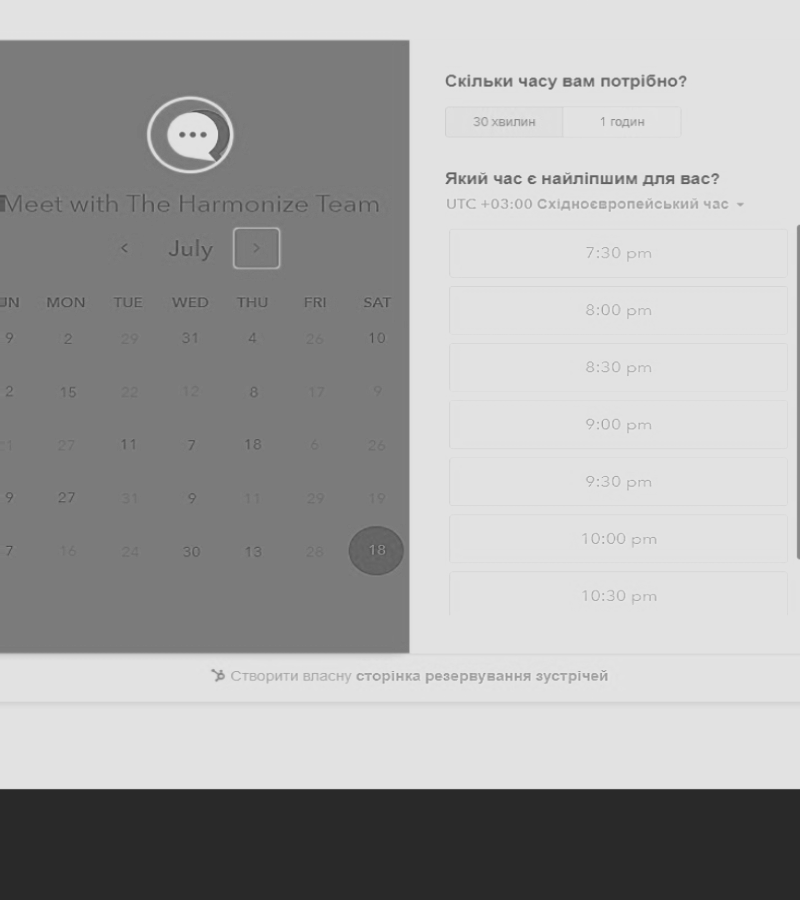 Meet with The Harmonize Team
July
UN MON TUE WED THU FRI SAT
9 2 29 31 4 26 10
2 15 22 12 8 17 9
21 27 11 7 18 6 26
9 27 31 9 11 29 19
7 16 24 30 13 28 18
Скільки часу вам потрібно?
30 хвилин 1 годин
Який час є найліпшим для вас?
UTC +03:00 Східноєвропейський час
7:30 pm
8:00 pm
8:30 pm
9:00 pm
9:30 pm
10:00 pm
10:30 pm
Створити власну сторінка резервування зустрічей